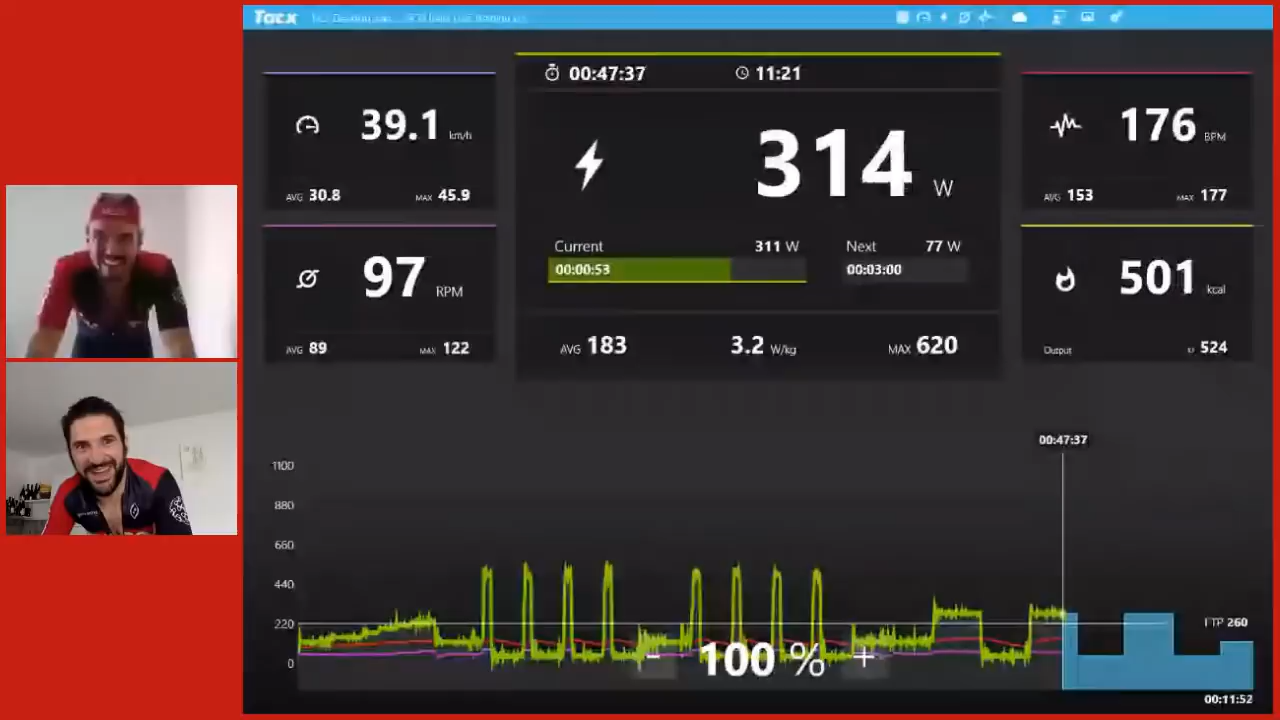 Tacx
00:47:37
11:21
39.1 km/h
AVG 30.8
MAX 45.9
314 W
176 BPM
AVG 153
MAX 177
Current 311 W
00:00:53
Next 77 W
00:03:00
97 RPM
AVG 89
MAX 122
AVG 183
3.2 W/kg
MAX 620
501 kcal
Output
524
00:47:37
1100
880
660
440
220
0
FTP 260
- 100 % +
00:11:52